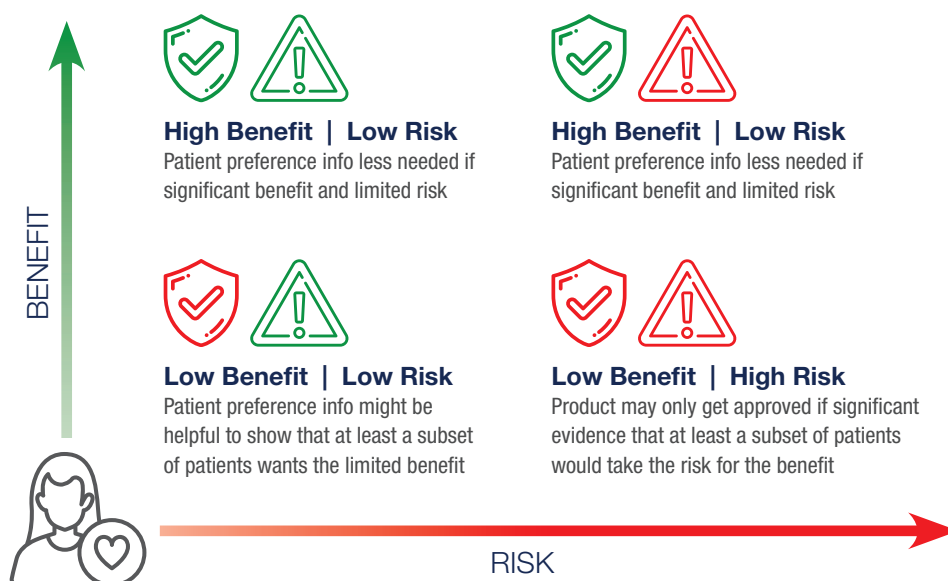 High Benefit | Low Risk
Patient preference info less needed if
significant benefit and limited risk
High Benefit | Low Risk
Patient preference info less needed if
significant benefit and limited risk
BENEFIT
Low Benefit | Low Risk
Patient preference info might be
helpful to show that at least a subset
of patients wants the limited benefit
Low Benefit | High Risk
Product may only get approved if significant
evidence that at least a subset of patients
would take the risk for the benefit
RISK